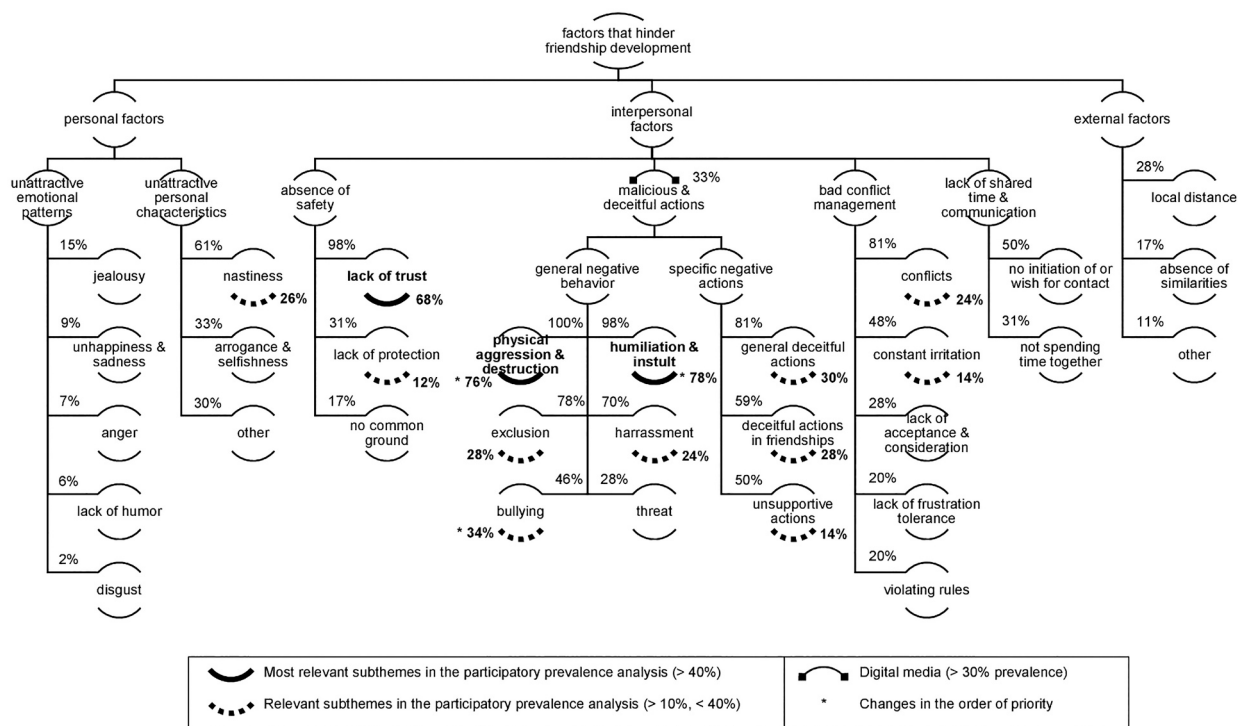 factors that hinder
friendship development
personal factors
interpersonal
factors
external factors
unattractive
emotional
patterns
unattractive
personal
characteristics
absence of
safety
33%
malicious &
deceitful actions
bad conflict
management
lack of shared
time &
communication
28%
local distance
15%
jealousy
9%
unhappiness &
sadness
7%
anger
6%
lack of humor
2%
disgust
61%
nastiness
26%
33%
arrogance &
selfishness
30%
other
98%
lack of trust
68%
31%
lack of protection
12%
17%
no common
ground
general negative
behavior
100%
physical
aggression &
destruction
* 76%
98%
humiliation &
instult
* 78%
78%
exclusion
28%
70%
harrassment
24%
46%
bullying
* 34%
28%
threat
specific negative
actions
81%
general deceitful
actions
30%
59%
deceitful actions
in friendships
28%
50%
unsupportive
actions
14%
81%
conflicts
24%
48%
constant irritation
14%
28%
lack of
acceptance &
consideration
20%
lack of frustration
tolerance
20%
violating rules
50%
no initiation of or
wish for contact
31%
not spending
time together
17%
absence of
similarities
11%
other
Most relevant subthemes in the participatory prevalence analysis (> 40%)
Relevant subthemes in the participatory prevalence analysis (> 10%, < 40%)
Digital media (> 30% prevalence)
* Changes in the order of priority